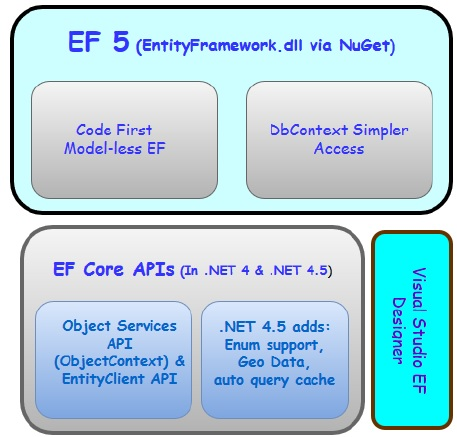 EF 5 (EntityFramework.dll via NuGet)
Code First
Model-less EF
DbContext Simpler
Access
EF Core APIs (In .NET 4 & .NET 4.5)
Object Services
API
(ObjectContext) &
EntityClient API
.NET 4.5 adds:
Enum support,
Geo Data,
auto query cache
Visual Studio EF
Designer